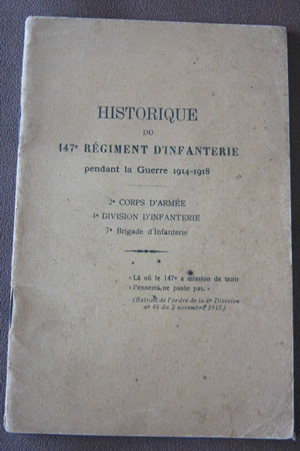 HISTORIQUE
DU
147e RÉGIMENT D'INFANTERIE
pendant la Guerre 1914-1918
2e CORPS D'ARMÉE
4e DIVISION D'INFANTERIE
7e Brigade d'Infanterie
« Là où le 147e a mission de tenir
« l'ennemi ne passe pas. »
(Extrait de l'ordre de la 4e Division
no 46 du 2 novembre 1915.)